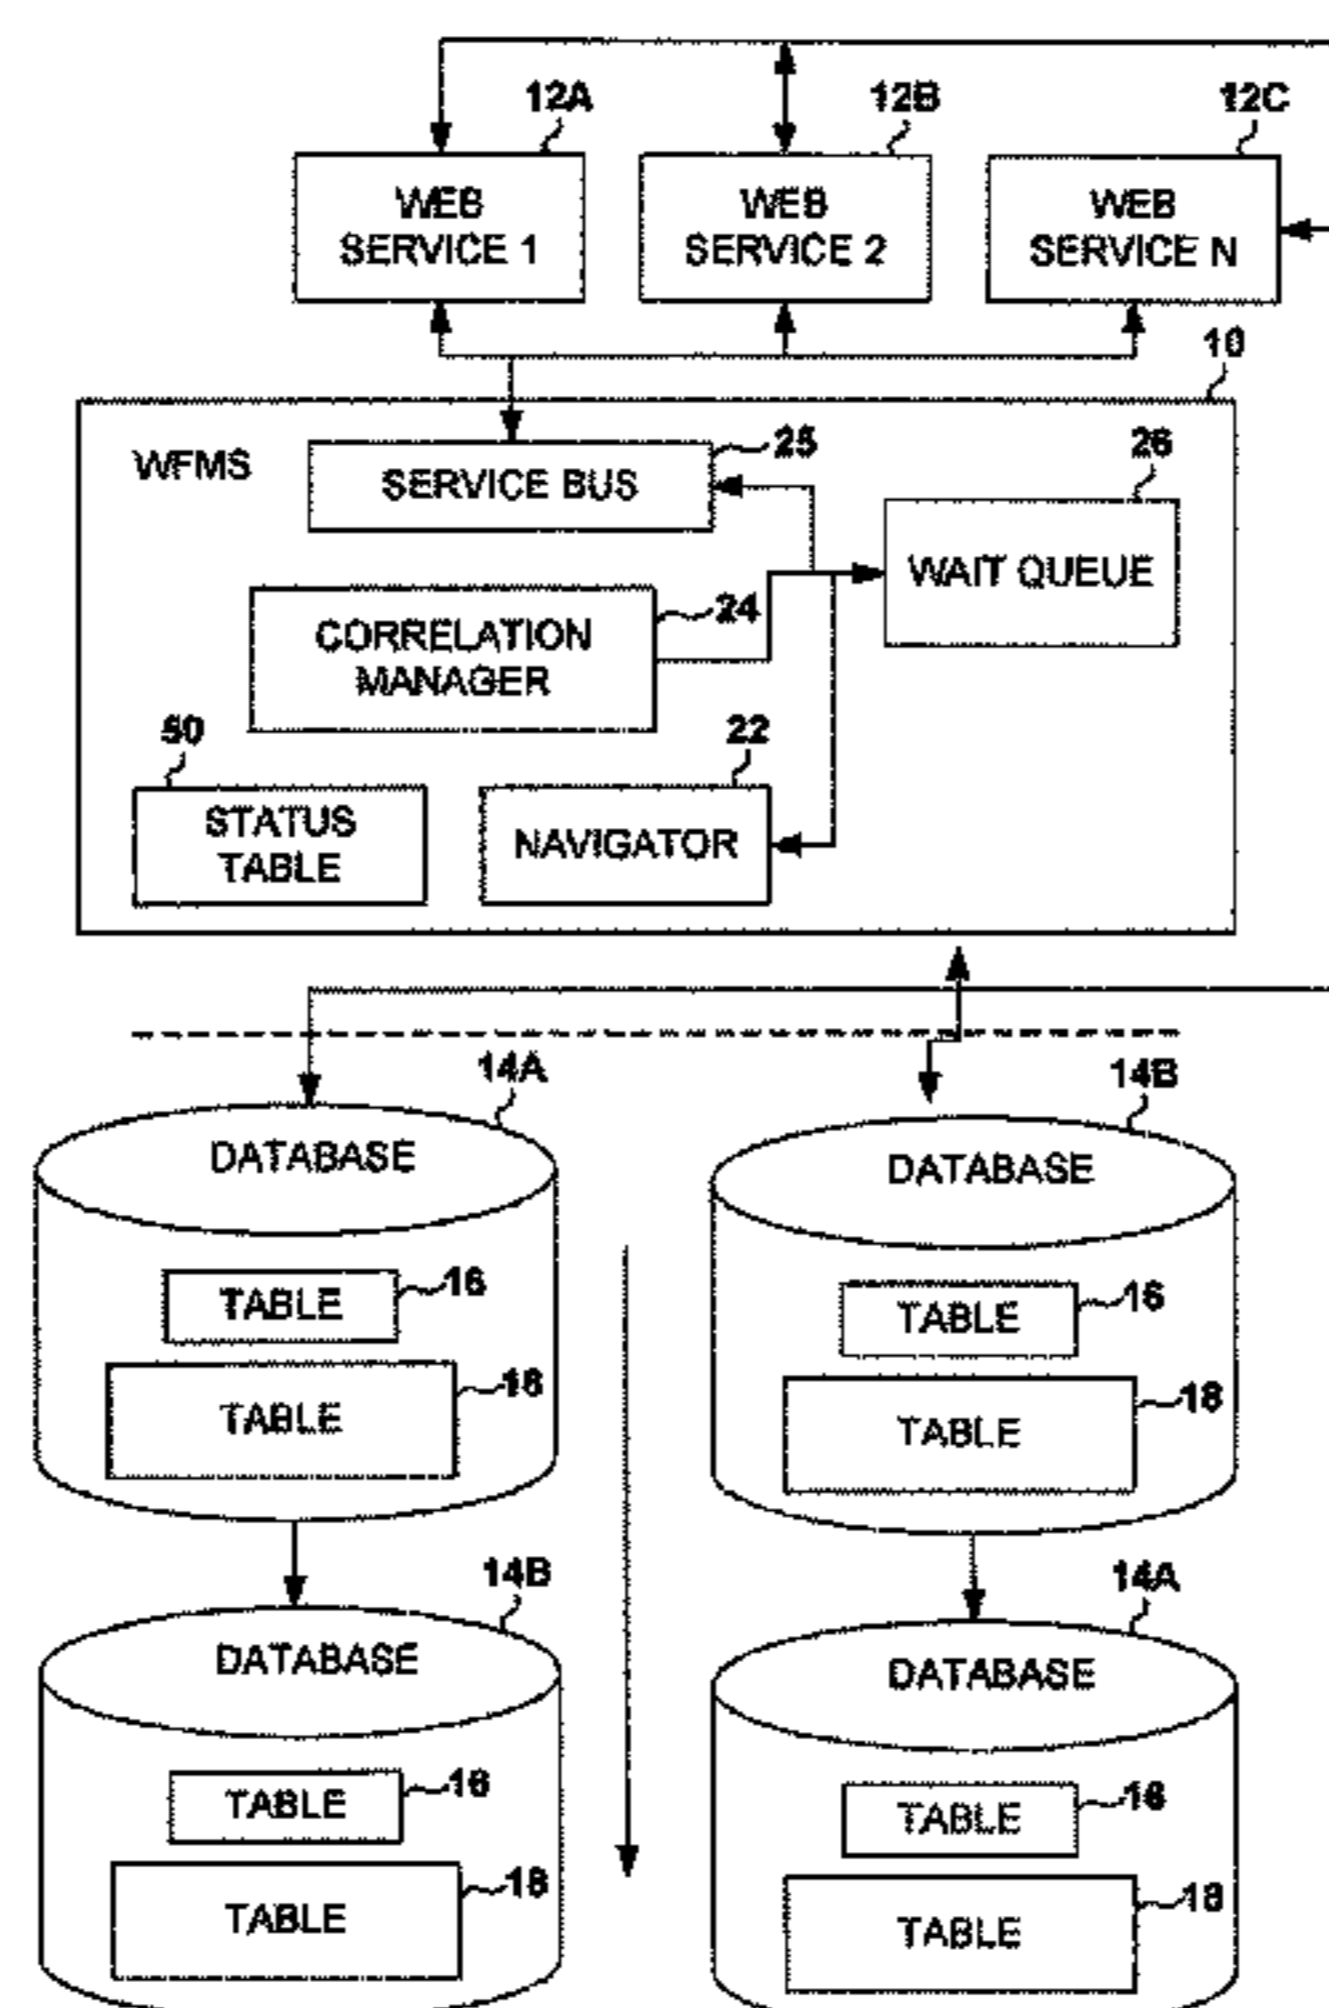 12A
12B
12C
WEB
SERVICE 1
WEB
SERVICE 2
WEB
SERVICE N
10
WFMS
25
SERVICE BUS
26
WAIT QUEUE
24
CORRELATION
MANAGER
50
STATUS
TABLE
22
NAVIGATOR
14A
DATABASE
16
TABLE
18
TABLE
14B
DATABASE
16
TABLE
18
TABLE
14B
DATABASE
16
TABLE
18
TABLE
14A
DATABASE
16
TABLE
18
TABLE